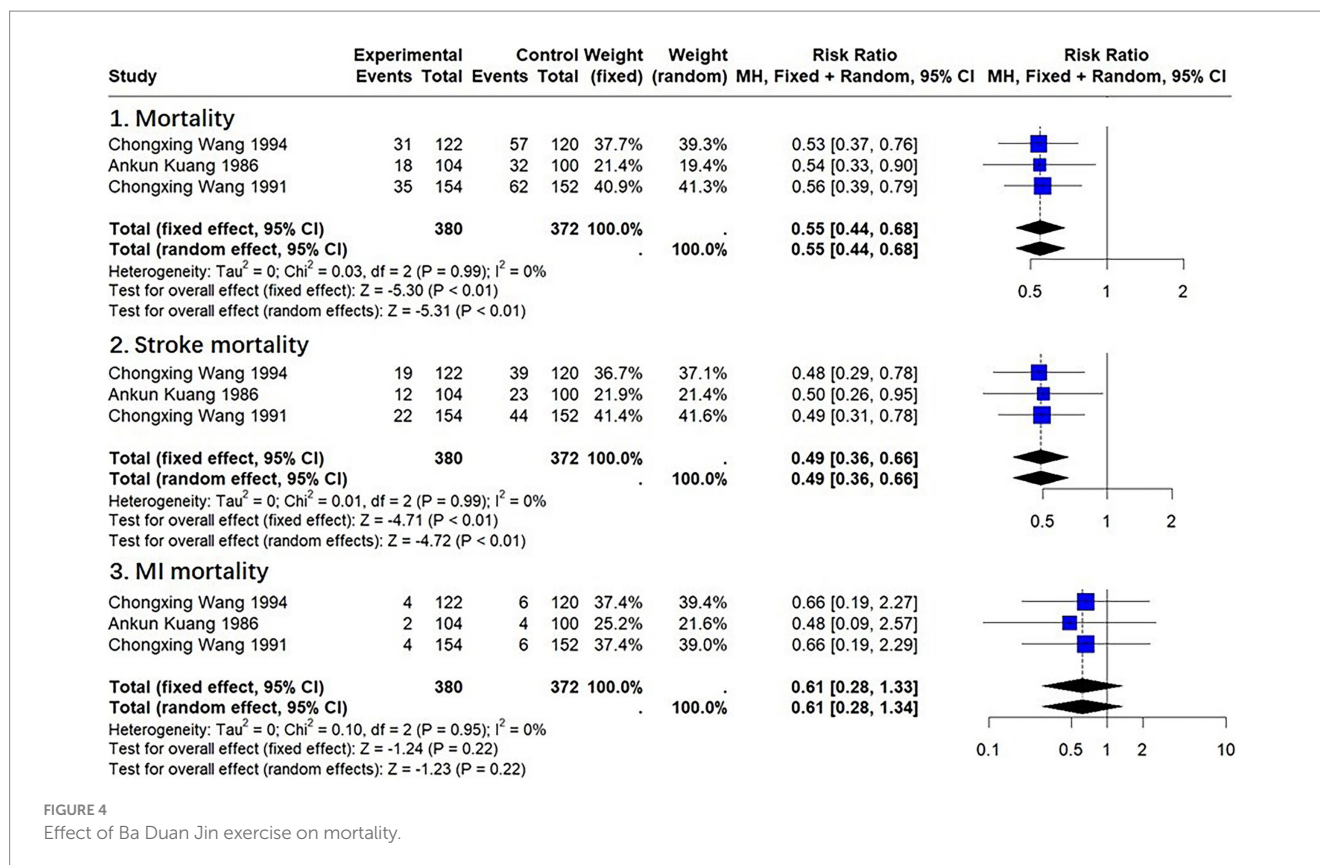 Experimental Control Weight Weight Risk Ratio Risk Ratio
Study Events Total Events Total (fixed) (random) MH, Fixed + Random, 95% CI MH, Fixed + Random, 95% CI
1. Mortality
Chongxing Wang 1994 31 122 57 120 37.7% 39.3% 0.53 [0.37, 0.76]
Ankun Kuang 1986 18 104 32 100 21.4% 19.4% 0.54 [0.33, 0.90]
Chongxing Wang 1991 35 154 62 152 40.9% 41.3% 0.56 [0.39, 0.79]
Total (fixed effect, 95% CI) 380 372 100.0% . 0.55 [0.44, 0.68]
Total (random effect, 95% CI) . 100.0% 0.55 [0.44, 0.68]
Heterogeneity: Tau² = 0; Chi² = 0.03, df = 2 (P = 0.99); I² = 0%
Test for overall effect (fixed effect): Z = -5.30 (P < 0.01)
0.5 1 2
Test for overall effect (random effects): Z = -5.31 (P < 0.01)
2. Stroke mortality
Chongxing Wang 1994 19 122 39 120 36.7% 37.1% 0.48 [0.29, 0.78]
Ankun Kuang 1986 12 104 23 100 21.9% 21.4% 0.50 [0.26, 0.95]
Chongxing Wang 1991 22 154 44 152 41.4% 41.6% 0.49 [0.31, 0.78]
Total (fixed effect, 95% CI) 380 372 100.0% . 0.49 [0.36, 0.66]
Total (random effect, 95% CI) . 100.0% 0.49 [0.36, 0.66]
Heterogeneity: Tau² = 0; Chi² = 0.01, df = 2 (P = 0.99); I² = 0%
Test for overall effect (fixed effect): Z = -4.71 (P < 0.01)
0.5 1 2
Test for overall effect (random effects): Z = -4.72 (P < 0.01)
3. MI mortality
Chongxing Wang 1994 4 122 6 120 37.4% 39.4% 0.66 [0.19, 2.27]
Ankun Kuang 1986 2 104 4 100 25.2% 21.6% 0.48 [0.09, 2.57]
Chongxing Wang 1991 4 154 6 152 37.4% 39.0% 0.66 [0.19, 2.29]
Total (fixed effect, 95% CI) 380 372 100.0% . 0.61 [0.28, 1.33]
Total (random effect, 95% CI) . 100.0% 0.61 [0.28, 1.34]
Heterogeneity: Tau² = 0; Chi² = 0.10, df = 2 (P = 0.95); I² = 0%
Test for overall effect (fixed effect): Z = -1.24 (P = 0.22)
0.1 0.5 1 2 10
Test for overall effect (random effects): Z = -1.23 (P = 0.22)
FIGURE 4
Effect of Ba Duan Jin exercise on mortality.